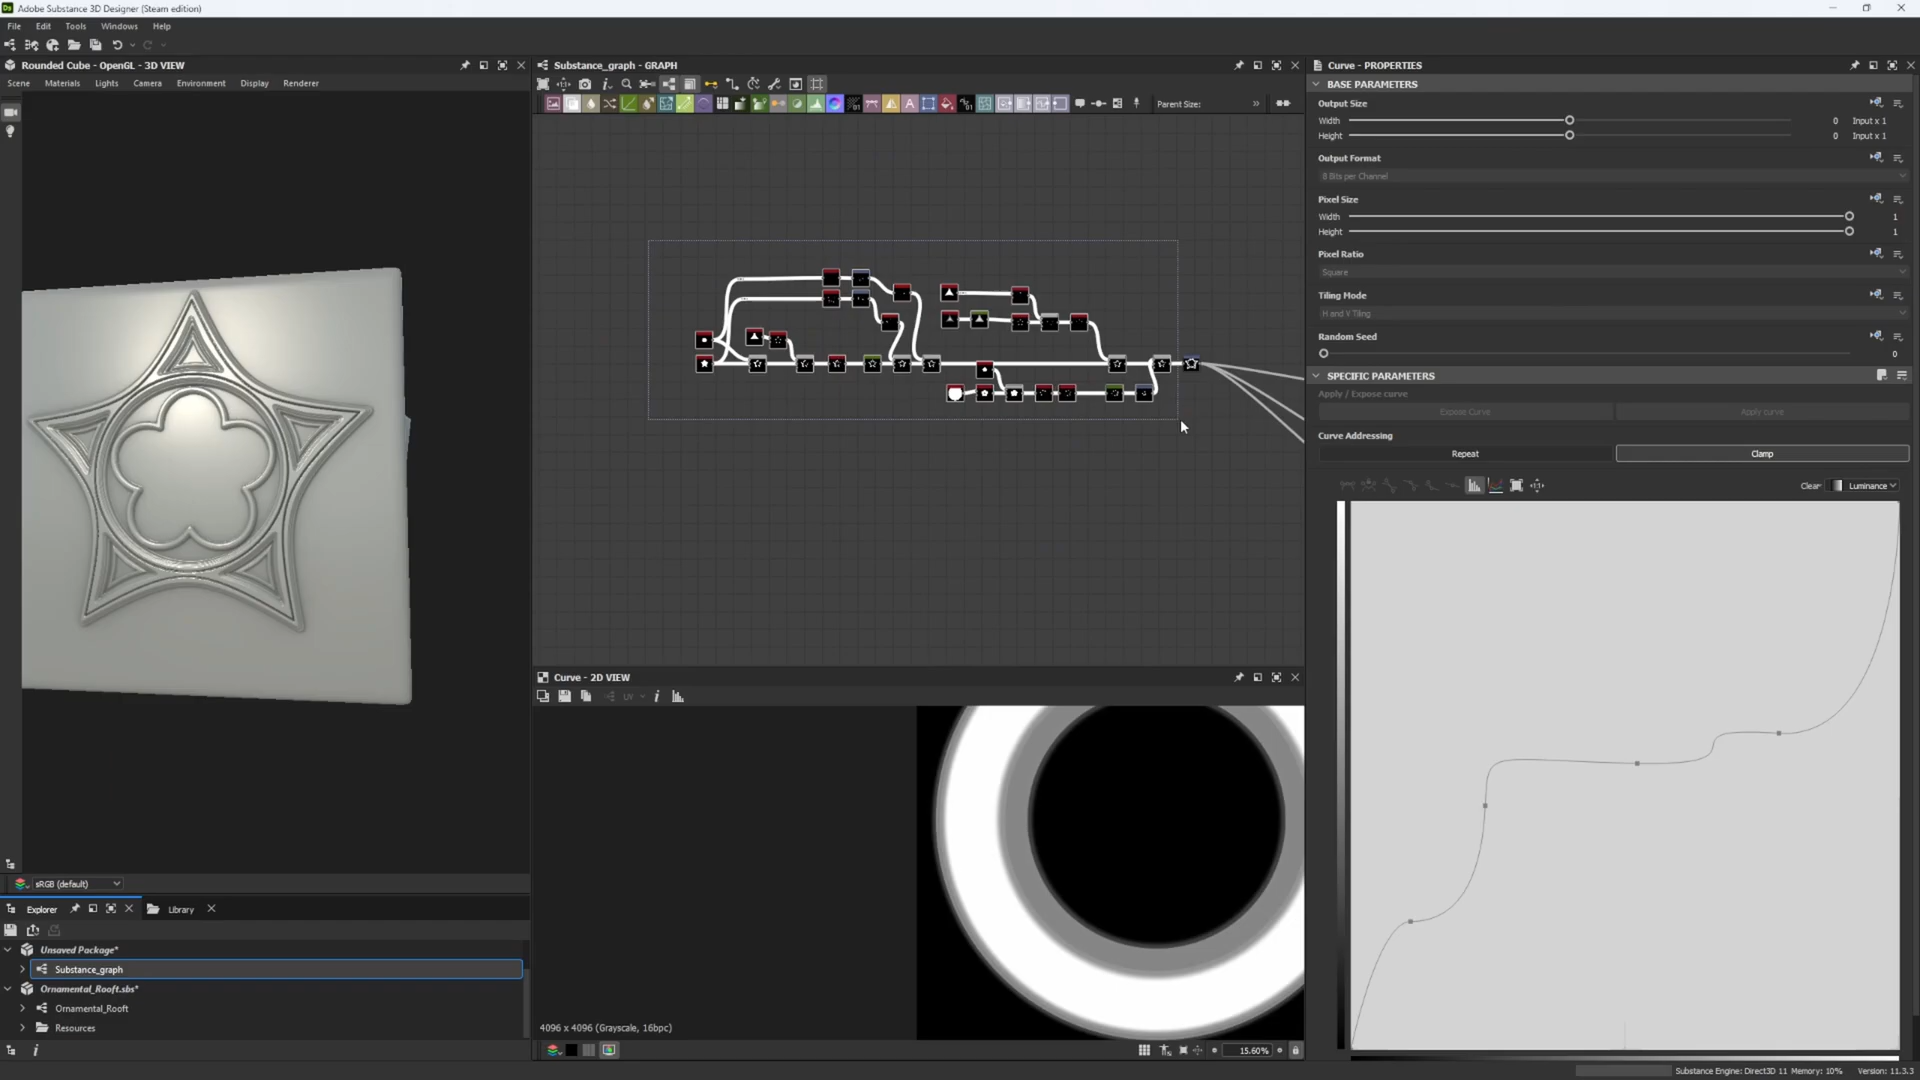 Adobe Substance 3D Designer (Steam edition)
File Edit Tools Windows Help
Rounded Cube - OpenGL - 3D VIEW
Scene Materials Lights Camera Environment Display Renderer
sRGB (default)
Explorer Library
Unsaved Package*
Substance_graph
Ornamental_Rooft.sbs*
Ornamental_Rooft
Resources
Substance_graph - GRAPH
Parent Size:
Curve - 2D VIEW
UV
4096 x 4096 (Grayscale, 16bpc)
15.60%
Curve - PROPERTIES
BASE PARAMETERS
Output Size
Width 0 Input x 1
Height 0 Input x 1
Output Format
8 Bits per Channel
Pixel Size
Width 1
Height 1
Pixel Ratio
Square
Tiling Mode
H and V Tiling
Random Seed
0
SPECIFIC PARAMETERS
Apply / Expose curve
Expose Curve Apply curve
Curve Addressing
Repeat Clamp
Clear: Luminance
Substance Engine: Direct3D 11 Memory: 10% Version: 11.3.3